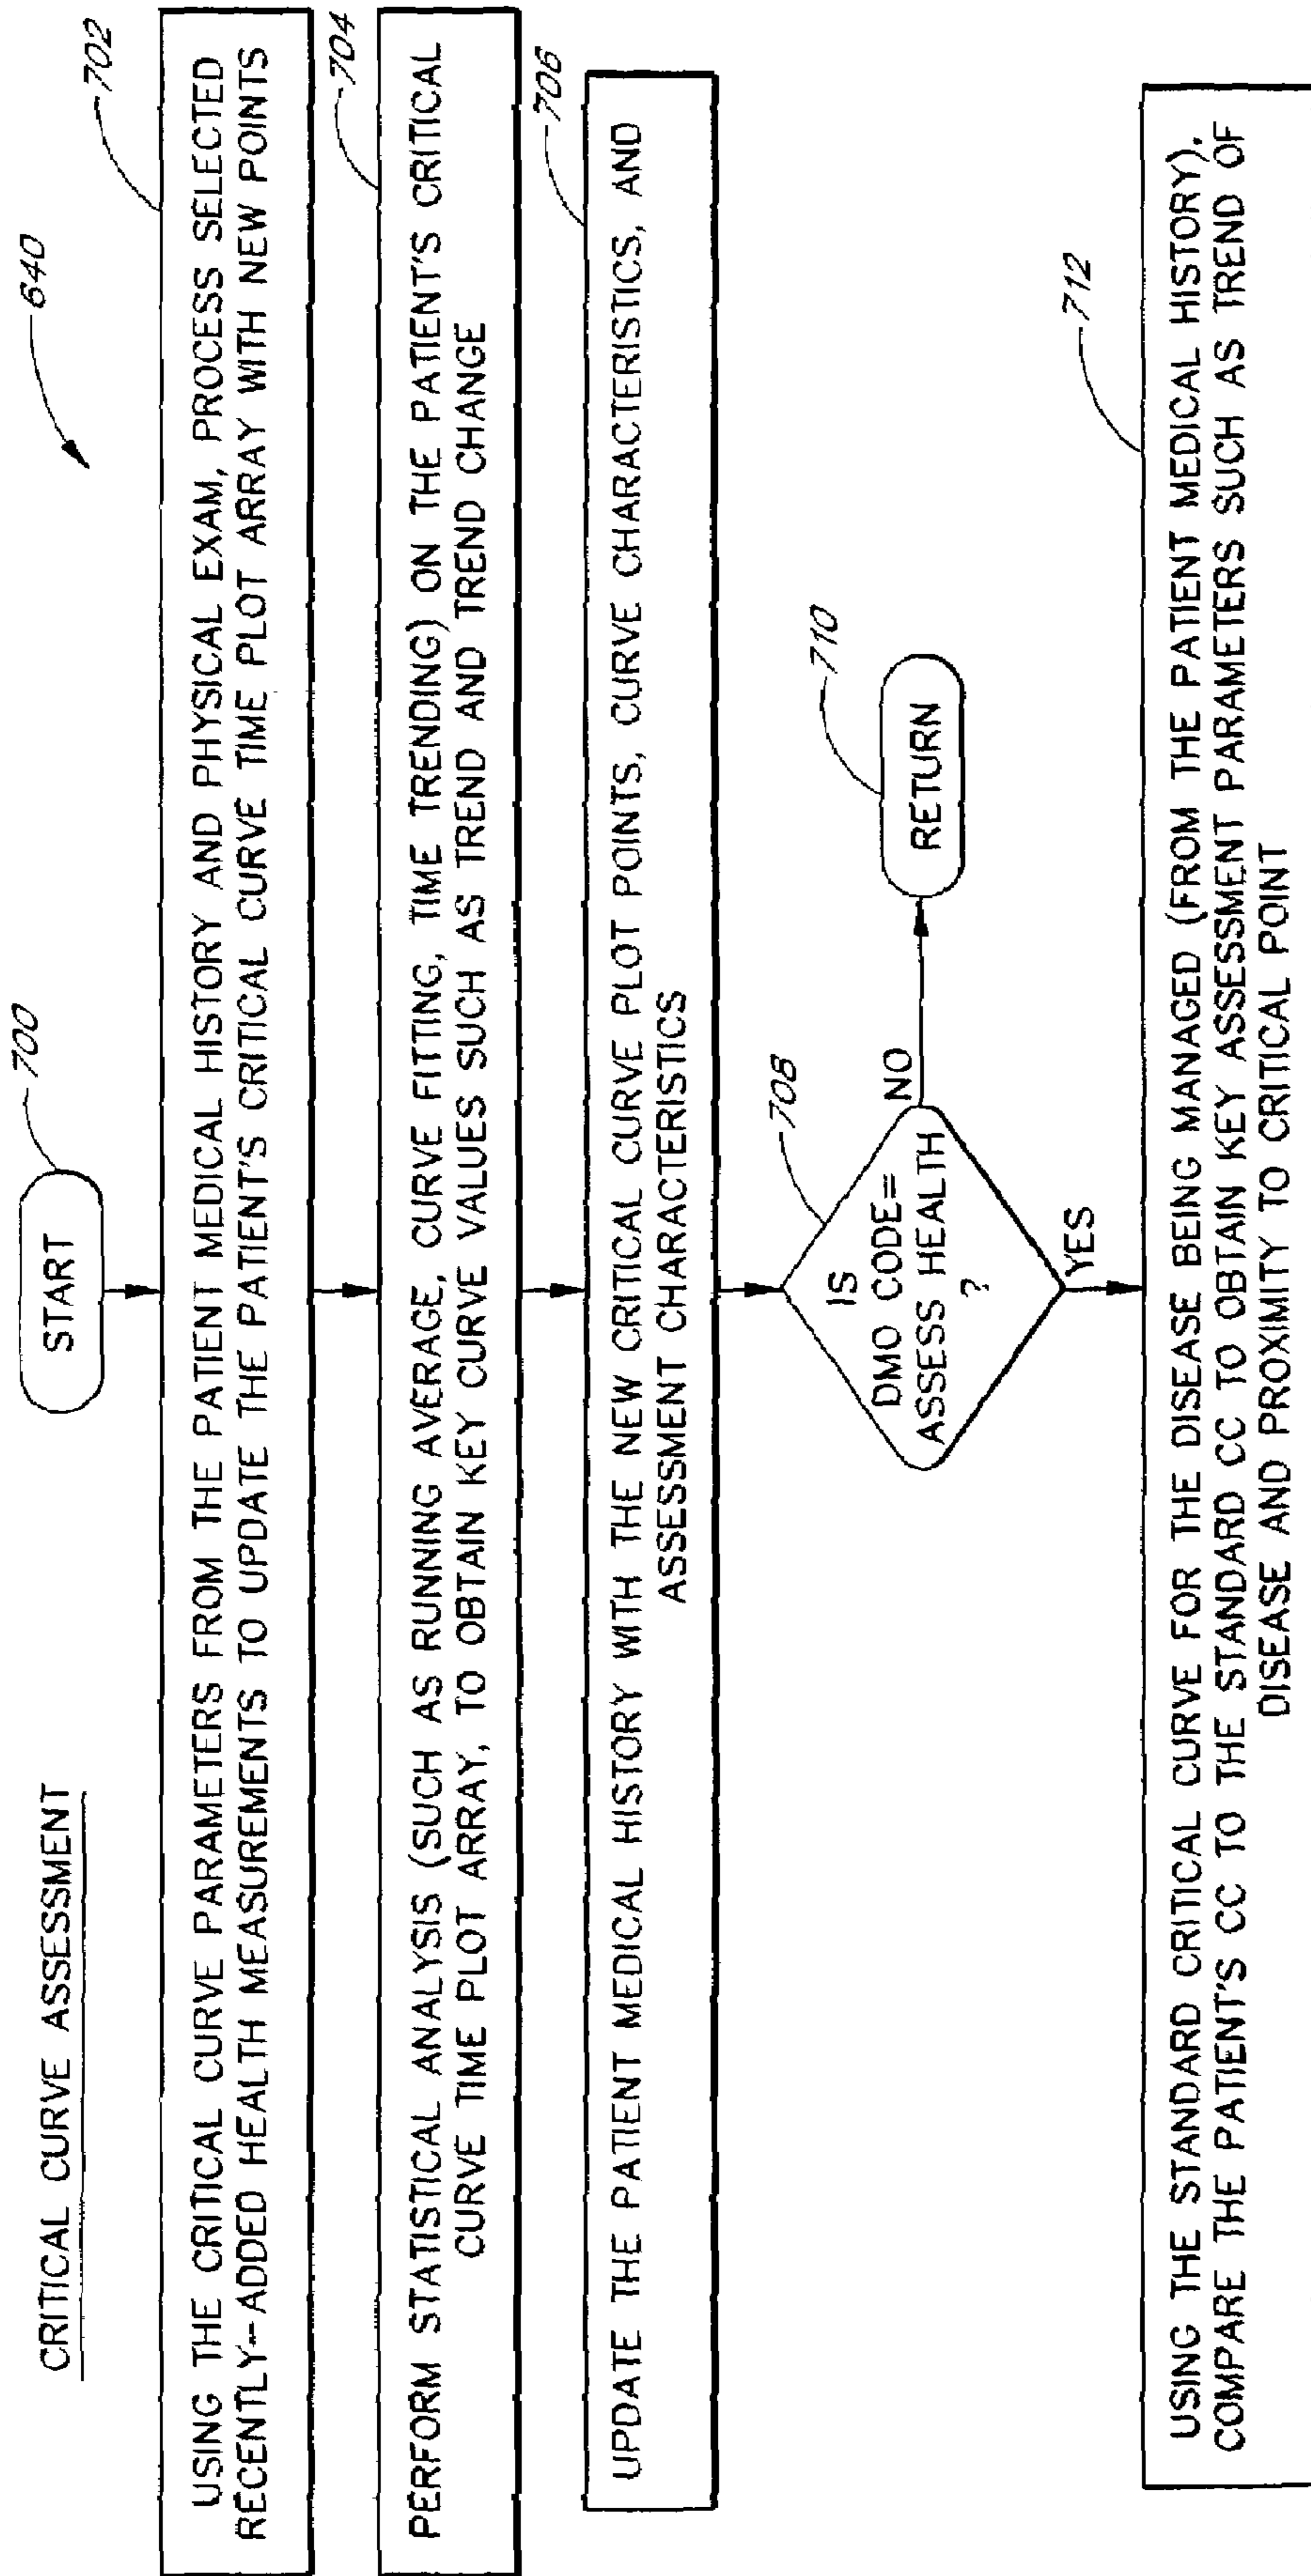 CRITICAL CURVE ASSESSMENT
640
700
START
702
USING THE CRITICAL CURVE PARAMETERS FROM THE PATIENT MEDICAL HISTORY AND PHYSICAL EXAM, PROCESS SELECTED
RECENTLY-ADDED HEALTH MEASUREMENTS TO UPDATE THE PATIENT'S CRITICAL CURVE TIME PLOT ARRAY WITH NEW POINTS
704
PERFORM STATISTICAL ANALYSIS (SUCH AS RUNNING AVERAGE, CURVE FITTING, TIME TRENDING) ON THE PATIENT'S CRITICAL
CURVE TIME PLOT ARRAY, TO OBTAIN KEY CURVE VALUES SUCH AS TREND AND TREND CHANGE
706
UPDATE THE PATIENT MEDICAL HISTORY WITH THE NEW CRITICAL CURVE PLOT POINTS, CURVE CHARACTERISTICS, AND
ASSESSMENT CHARACTERISTICS
708
IS
DMO CODE=
ASSESS HEALTH
?
NO
710
RETURN
YES
712
USING THE STANDARD CRITICAL CURVE FOR THE DISEASE BEING MANAGED (FROM THE PATIENT MEDICAL HISTORY),
COMPARE THE PATIENT'S CC TO THE STANDARD CC TO OBTAIN KEY ASSESSMENT PARAMETERS SUCH AS TREND OF
DISEASE AND PROXIMITY TO CRITICAL POINT